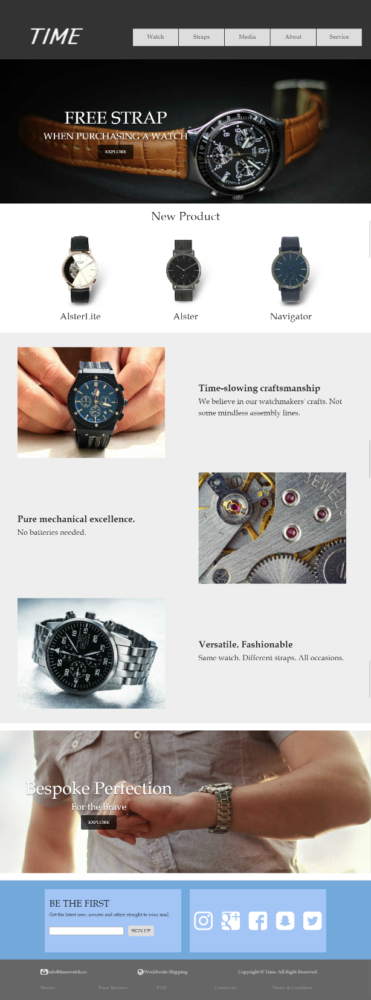 TIME
Watch
Straps
Media
About
Service
FREE STRAP
WHEN PURCHASING A WATCH
EXPLORE
New Product
AlsterLite
Alster
Navigator
Time-slowing craftsmanship
We believe in our watchmakers' crafts. Not
some mindless assembly lines.
JEWELS
Pure mechanical excellence.
No batteries needed.
Versatile. Fashionable
Same watch. Different straps. All occasions.
Bespoke Perfection
For the Brave
EXPLORE
BE THE FIRST
Get the latest new, invites and offers straight to your mail.
SIGN UP
info@timewatch.co
Worldwide Shipping
Copyright © Time. All Right Reserved.
Stories
Press Reviews
FAQ
Contact us
Terms & Condition